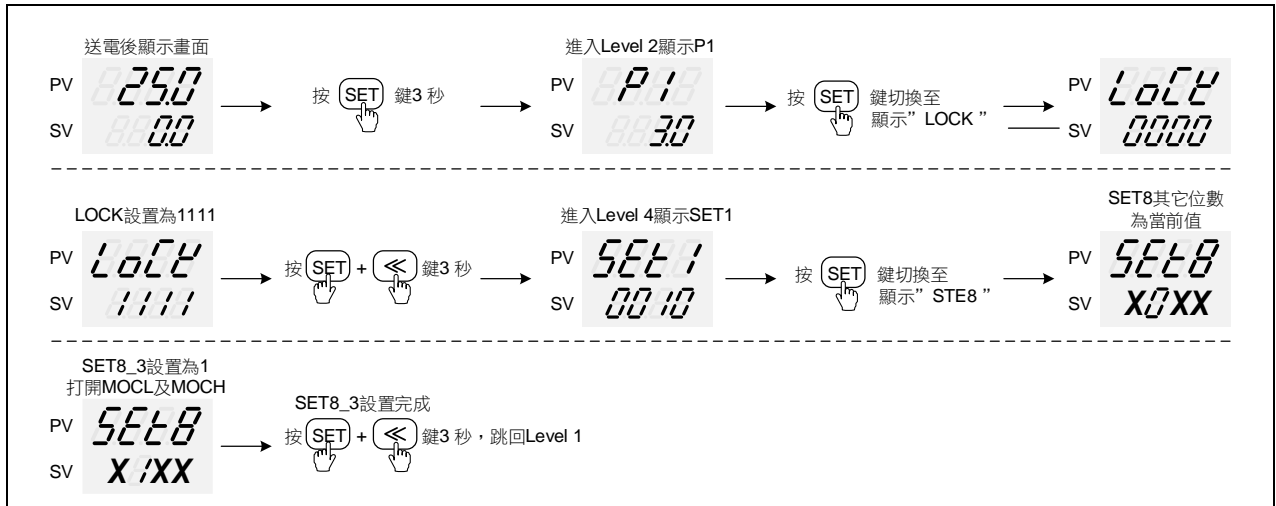 送電後顯示畫面
PV 25.0
SV 0.0
按 SET 鍵3 秒
進入Level 2顯示P1
PV P1
SV 3.0
按 SET 鍵切換至
顯示” LOCK ”
PV LoCK
SV 0000
LOCK設置為1111
PV LoCK
SV 1111
按 SET + ≪ 鍵3 秒
進入Level 4顯示SET1
PV SEt1
SV 0010
按 SET 鍵切換至
顯示” STE8 ”
SET8其它位數
為當前值
PV SEt8
SV X0XX
SET8_3設置為1
打開MOCL及MOCH
PV SEt8
SV X1XX
SET8_3設置完成
按 SET + ≪ 鍵3 秒,跳回Level 1